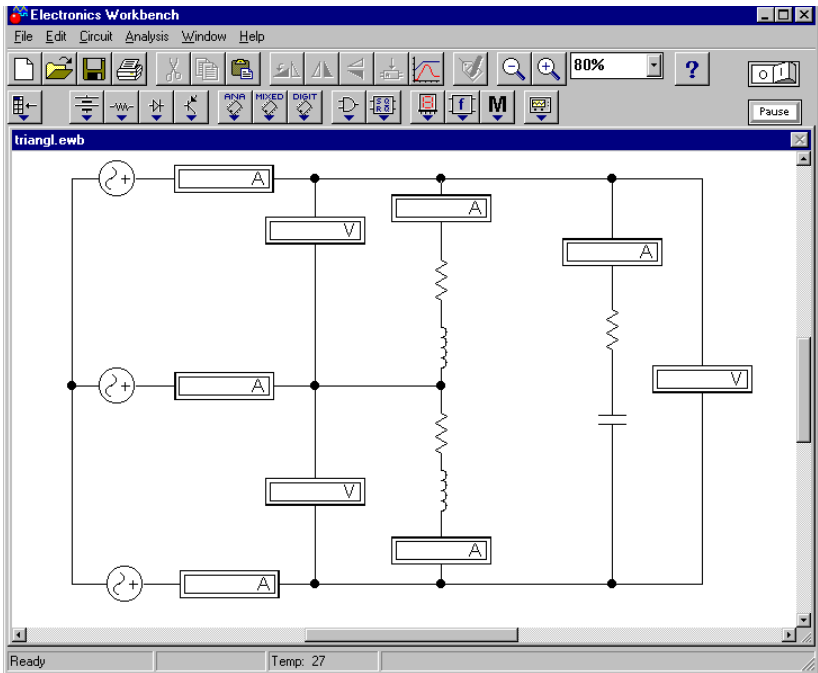 Electronics Workbench
File Edit Circuit Analysis Window Help
80% ?
ANA MIXED DIGIT
S Q
R Q
f M
Pause
triangl.ewb
A
A
V
A
A
V
V
A
A
Ready Temp: 27